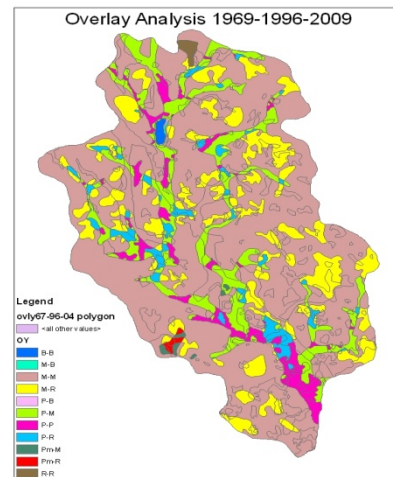 Overlay Analysis 1969-1996-2009
Legend
ovly67-96-04 polygon
<all other values>
OY
B-B
M-B
M-M
M-R
P-B
P-M
P-P
P-R
Pm-M
Pm-R
R-R